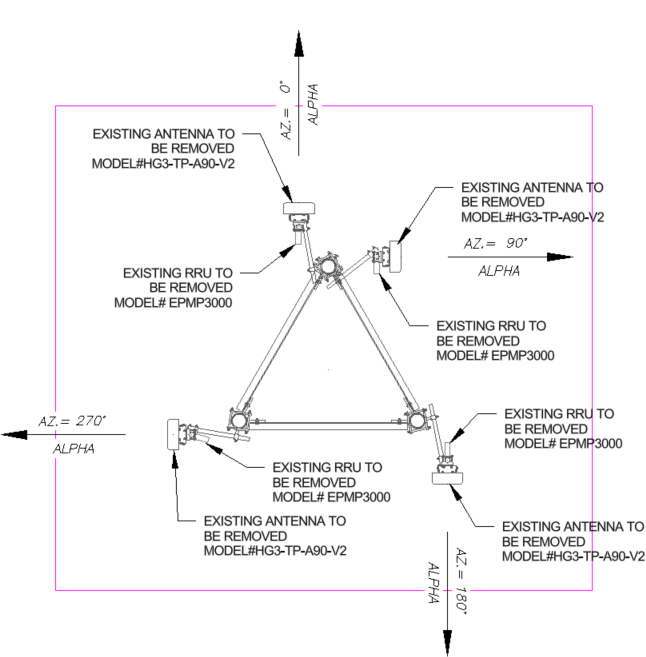 AZ.= 0°
ALPHA
EXISTING ANTENNA TO
BE REMOVED
MODEL#HG3-TP-A90-V2
EXISTING ANTENNA TO
BE REMOVED
MODEL#HG3-TP-A90-V2
AZ.= 90°
ALPHA
EXISTING RRU TO
BE REMOVED
MODEL# EPMP3000
EXISTING RRU TO
BE REMOVED
MODEL# EPMP3000
AZ.= 270°
ALPHA
EXISTING RRU TO
BE REMOVED
MODEL# EPMP3000
EXISTING RRU TO
BE REMOVED
MODEL# EPMP3000
EXISTING ANTENNA TO
BE REMOVED
MODEL#HG3-TP-A90-V2
EXISTING ANTENNA TO
BE REMOVED
MODEL#HG3-TP-A90-V2
AZ.= 180°
ALPHA